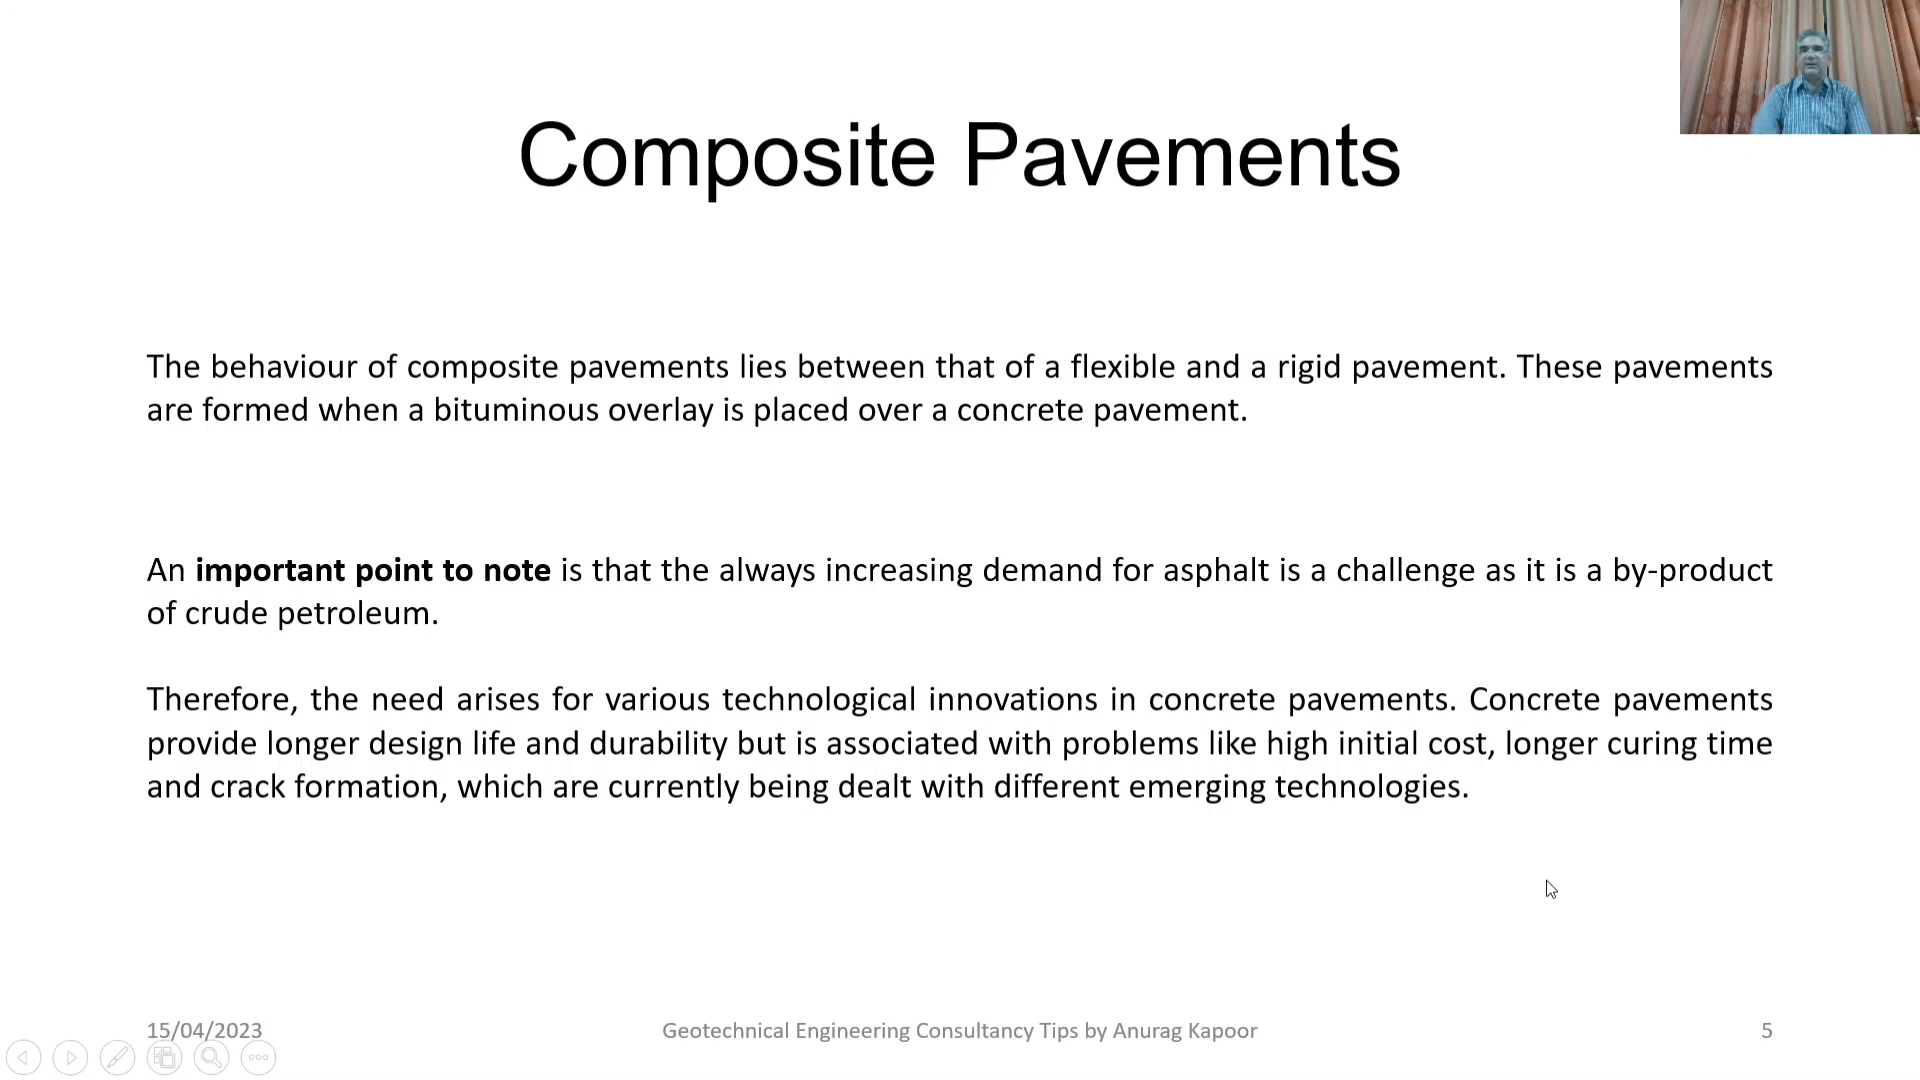 Composite Pavements
The behaviour of composite pavements lies between that of a flexible and a rigid pavement. These pavements
are formed when a bituminous overlay is placed over a concrete pavement.
An important point to note is that the always increasing demand for asphalt is a challenge as it is a by-product
of crude petroleum.
Therefore, the need arises for various technological innovations in concrete pavements. Concrete pavements
provide longer design life and durability but is associated with problems like high initial cost, longer curing time
and crack formation, which are currently being dealt with different emerging technologies.
15/04/2023
Geotechnical Engineering Consultancy Tips by Anurag Kapoor
5